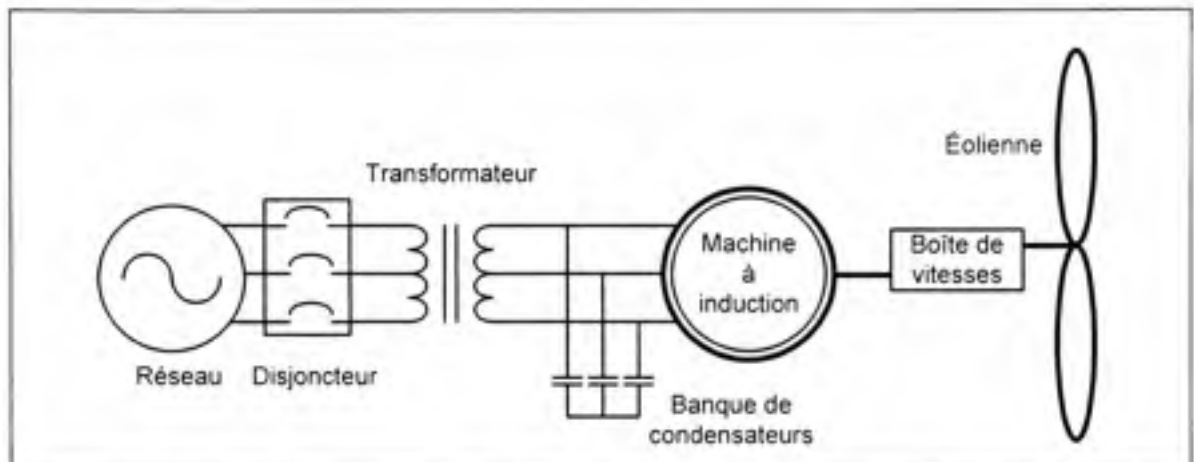 Éolienne
Transformateur
Machine
à
induction
Boîte de
vitesses
Réseau
Disjoncteur
Banque de
condensateurs